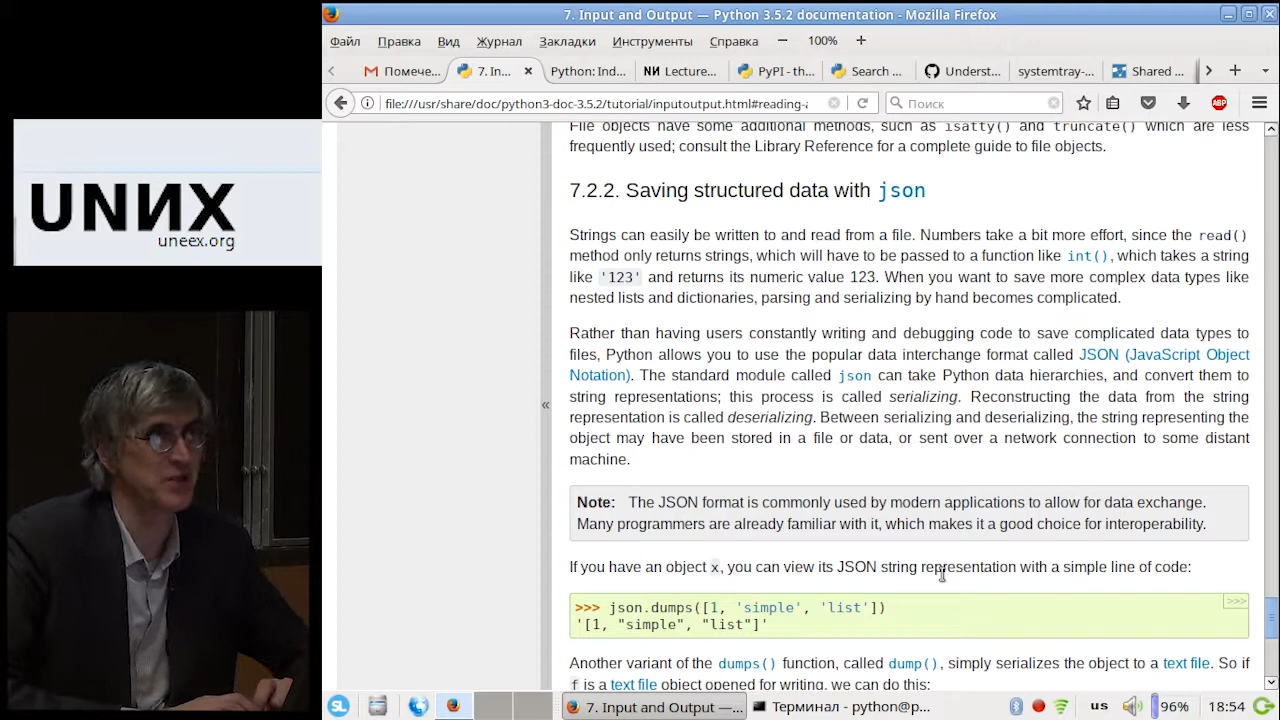 7. Input and Output — Python 3.5.2 documentation - Mozilla Firefox
Файл Правка Вид Журнал Закладки Инструменты Справка − 100% +
Помече... 7. In... Python: Ind... NИ Lecture... PyPI - th... Search ... Underst... systemtray-... Shared ...
file:///usr/share/doc/python3-doc-3.5.2/tutorial/inputoutput.html#reading-a Поиск ABP
File objects have some additional methods, such as isatty() and truncate() which are less
frequently used; consult the Library Reference for a complete guide to file objects.
7.2.2. Saving structured data with json
Strings can easily be written to and read from a file. Numbers take a bit more effort, since the read()
method only returns strings, which will have to be passed to a function like int(), which takes a string
like '123' and returns its numeric value 123. When you want to save more complex data types like
nested lists and dictionaries, parsing and serializing by hand becomes complicated.
Rather than having users constantly writing and debugging code to save complicated data types to
files, Python allows you to use the popular data interchange format called JSON (JavaScript Object
Notation). The standard module called json can take Python data hierarchies, and convert them to
string representations; this process is called serializing. Reconstructing the data from the string
representation is called deserializing. Between serializing and deserializing, the string representing the
object may have been stored in a file or data, or sent over a network connection to some distant
machine.
Note: The JSON format is commonly used by modern applications to allow for data exchange.
Many programmers are already familiar with it, which makes it a good choice for interoperability.
If you have an object x, you can view its JSON string representation with a simple line of code:
>>> json.dumps([1, 'simple', 'list']) >>>
'[1, "simple", "list"]'
Another variant of the dumps() function, called dump(), simply serializes the object to a text file. So if
f is a text file object opened for writing, we can do this:
«
7. Input and Output — ... Терминал - python@p... us 96% 18:54
UNИX
uneex.org